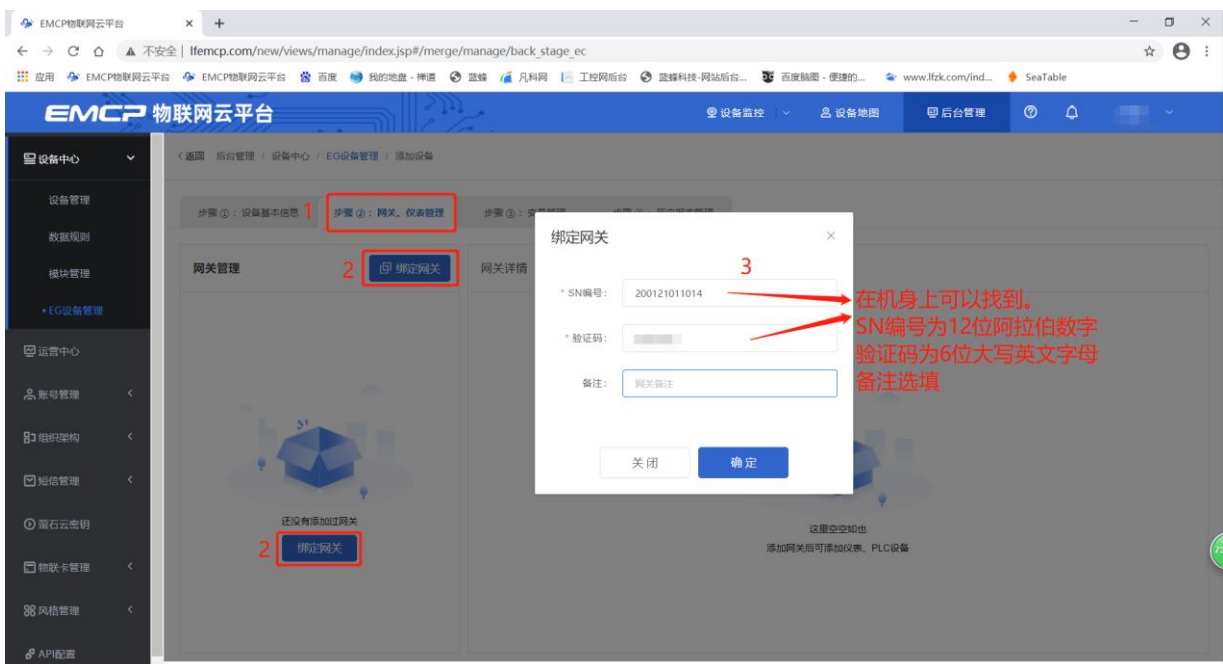 EMCP物联网云平台
不安全 | lfemcp.com/new/views/manage/index.jsp#/merge/manage/back_stage_ec
应用 EMCP物联网云平台 EMCP物联网云平台 百度 我的地盘 - 禅道 蓝蜂 凡科网 工控网后台 蓝蜂科技-网站后台... 百度脑图 - 便捷的... www.lfzk.com/ind... SeaTable
EMCP 物联网云平台 设备监控 设备地图 后台管理
设备中心
设备管理
数据规则
模块管理
•EG设备管理
运营中心
账号管理
组织架构
短信管理
萤石云密钥
物联卡管理
风格管理
API配置
<返回 后台管理 / 设备中心 / EG设备管理 / 添加设备
步骤①：设备基本信息 1 步骤②：网关、仪表管理 步骤③：变量管理
网关管理 2 绑定网关
网关详情
还没有添加过网关
2 绑定网关
绑定网关 ×
3
* SN编号： 200121011014
* 验证码：
备注： 网关备注
关闭 确定
在机身上可以找到。
SN编号为12位阿拉伯数字
验证码为6位大写英文字母
备注选填
这里空空如也
添加网关后可添加仪表、PLC设备